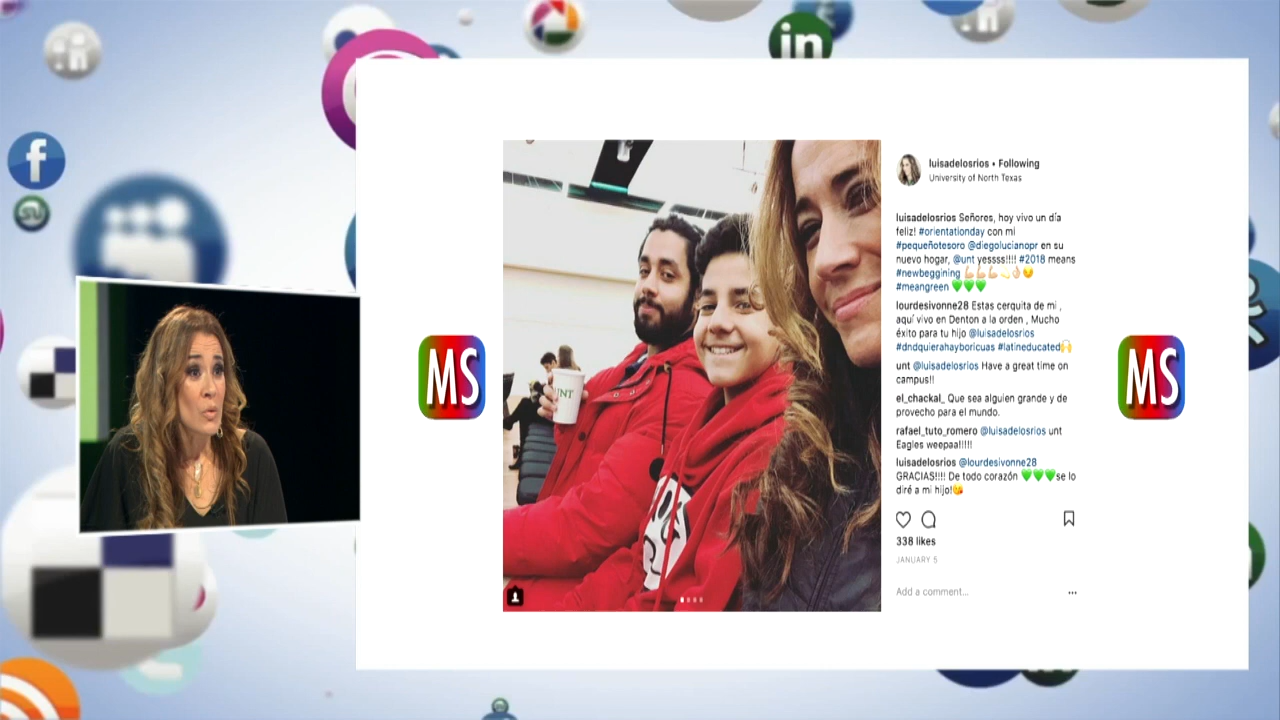 in
f
MS
UNT
luisadelosrios • Following
University of North Texas
luisadelosrios Señores, hoy vivo un día
feliz! #orientationday con mi
#pequeñotesoro @diegolucianopr en su
nuevo hogar, @unt yessss!!!! #2018 means
#newbeggining 💪🏼💪🏼💪🏼💫👌🏼😉
#meangreen 💚💚💚
lourdesivonne28 Estas cerquita de mi ,
aquí vivo en Denton a la orden , Mucho
éxito para tu hijo @luisadelosrios
#dndquierahayboricuas #latineducated🙌
unt @luisadelosrios Have a great time on
campus!!
el_chackal_ Que sea alguien grande y de
provecho para el mundo.
rafael_tuto_romero @luisadelosrios unt
Eagles weepaa!!!!!
luisadelosrios @lourdesivonne28
GRACIAS!!!! De todo corazón 💚💚💚se lo
diré a mi hijo!😘
338 likes
JANUARY 5
Add a comment...
MS